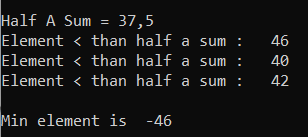 Half A Sum = 37,5
Element < than half a sum :   46
Element < than half a sum :   40
Element < than half a sum :   42
Min element is  -46